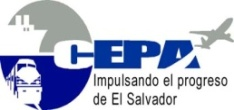 CEPA
Impulsando el progreso
de El Salvador